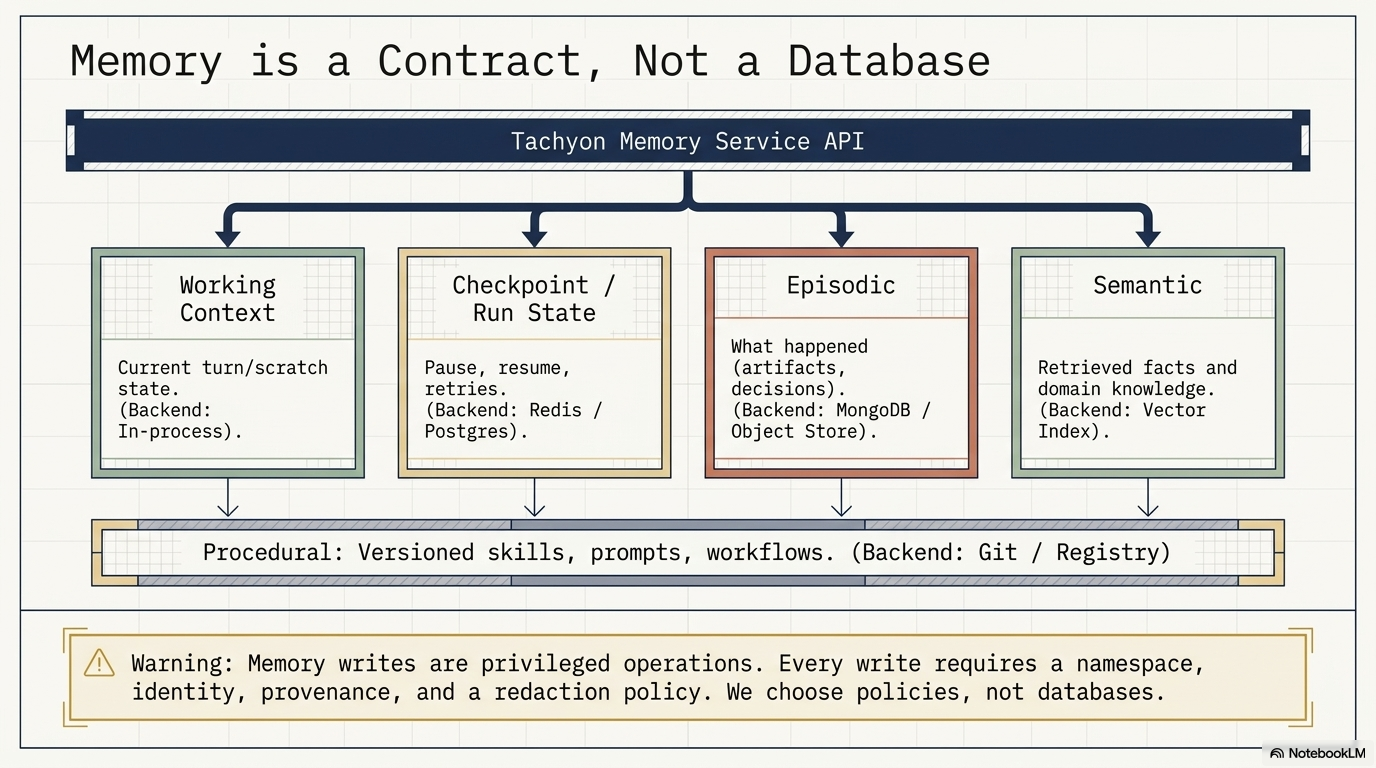 Memory is a Contract, Not a Database
Tachyon Memory Service API
Working
Context
Current turn/scratch
state.
(Backend:
In-process).
Checkpoint /
Run State
Pause, resume,
retries.
(Backend: Redis /
Postgres).
Episodic
What happened
(artifacts,
decisions).
(Backend: MongoDB /
Object Store).
Semantic
Retrieved facts and
domain knowledge.
(Backend: Vector
Index).
Procedural: Versioned skills, prompts, workflows. (Backend: Git / Registry)
Warning: Memory writes are privileged operations. Every write requires a namespace,
identity, provenance, and a redaction policy. We choose policies, not databases.
NotebookLM